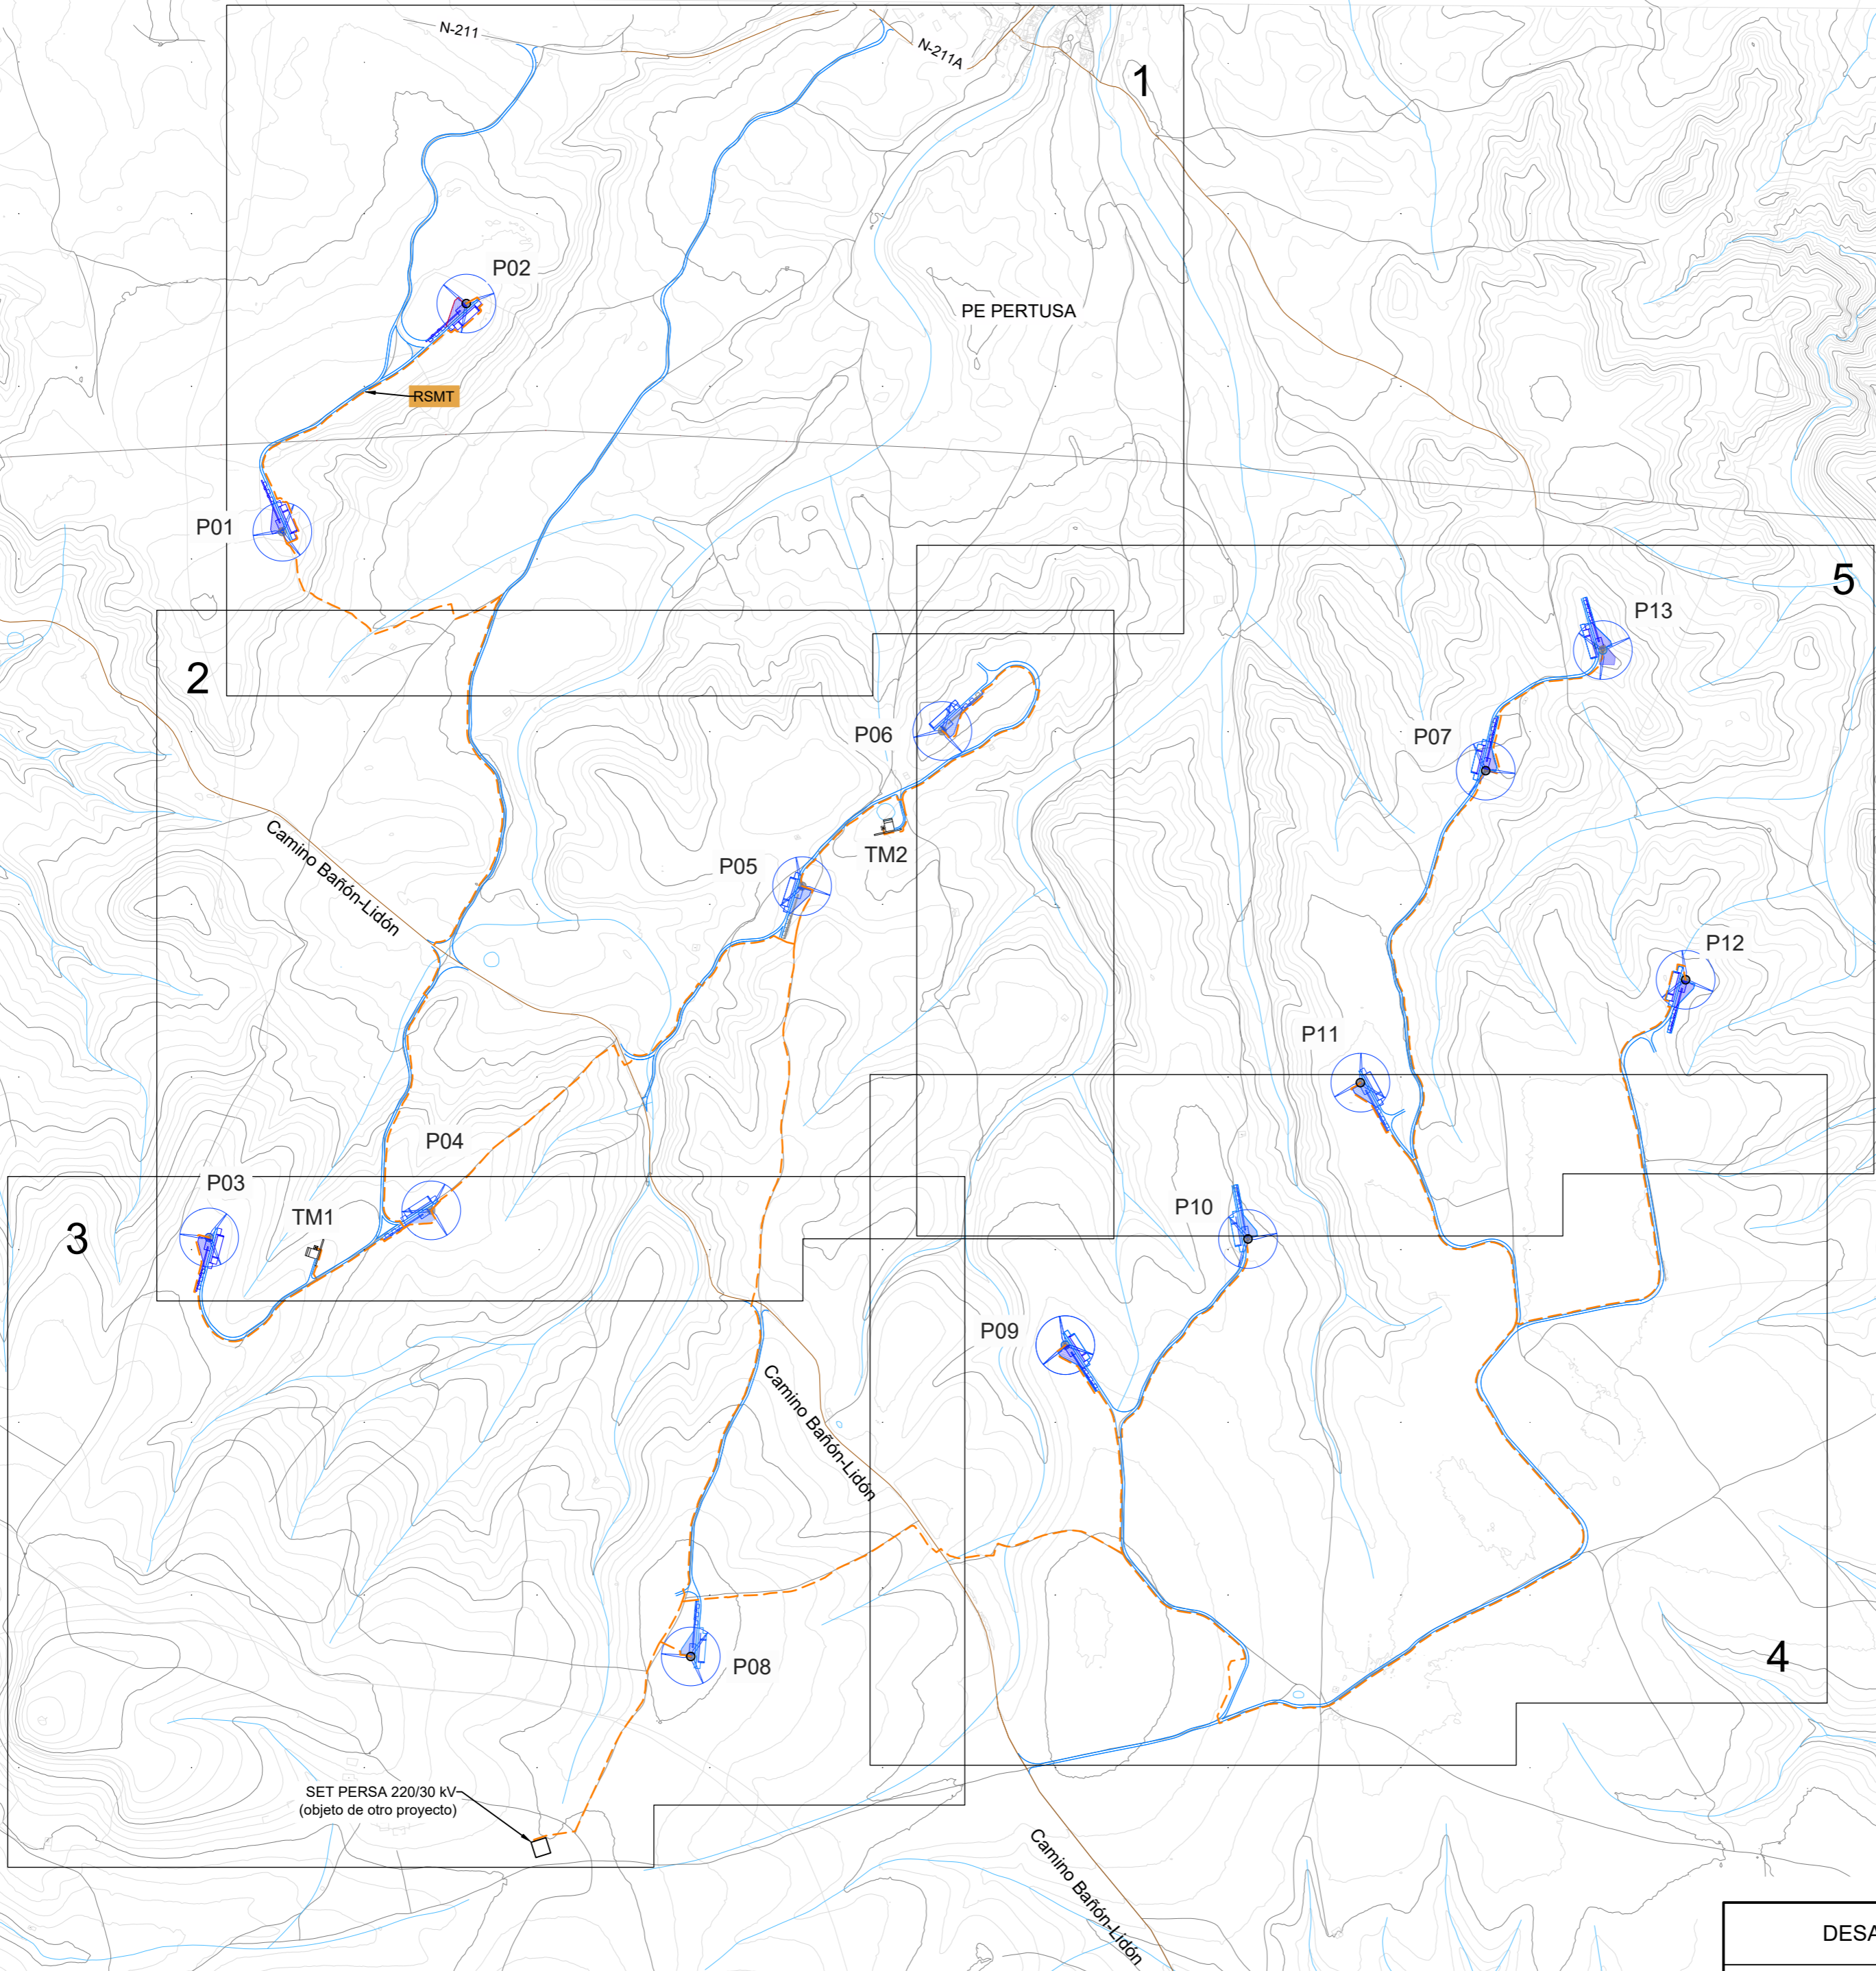 N-211
N-211A
1
P02
PE PERTUSA
RSMT
P01
5
P13
2
P06
P07
Camino Bañón-Lidón
P05
TM2
P12
P11
P04
P03
TM1
P10
3
P09
Camino Bañón-Lidón
P08
4
SET PERSA 220/30 kV
(objeto de otro proyecto)
Camino Bañón-Lidón
DESA